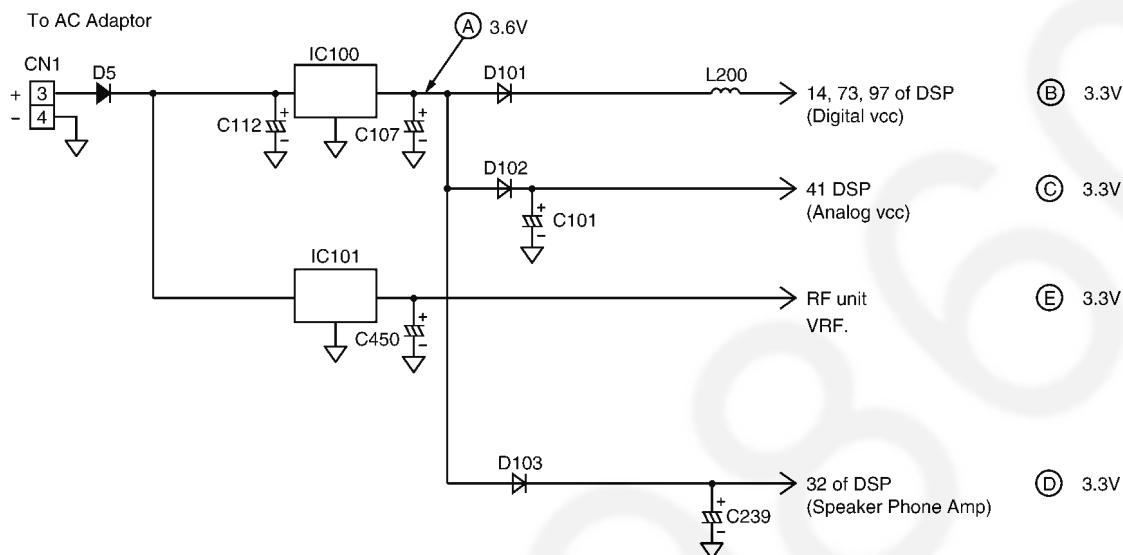 To AC Adaptor
A 3.6V
CN1
D5
IC100
D101
L200
+ 3
- 4
C112
+
-
C107
+
-
14, 73, 97 of DSP
(Digital vcc)
B 3.3V
D102
+
-
C101
41 DSP
(Analog vcc)
C 3.3V
IC101
C450
+
-
RF unit
VRF.
E 3.3V
D103
+
-
C239
32 of DSP
(Speaker Phone Amp)
D 3.3V